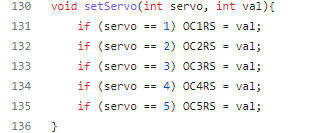 130 void setServo(int servo, int val){
131 if (servo == 1) OC1RS = val;
132 if (servo == 2) OC2RS = val;
133 if (servo == 3) OC3RS = val;
134 if (servo == 4) OC4RS = val;
135 if (servo == 5) OC5RS = val;
136 }